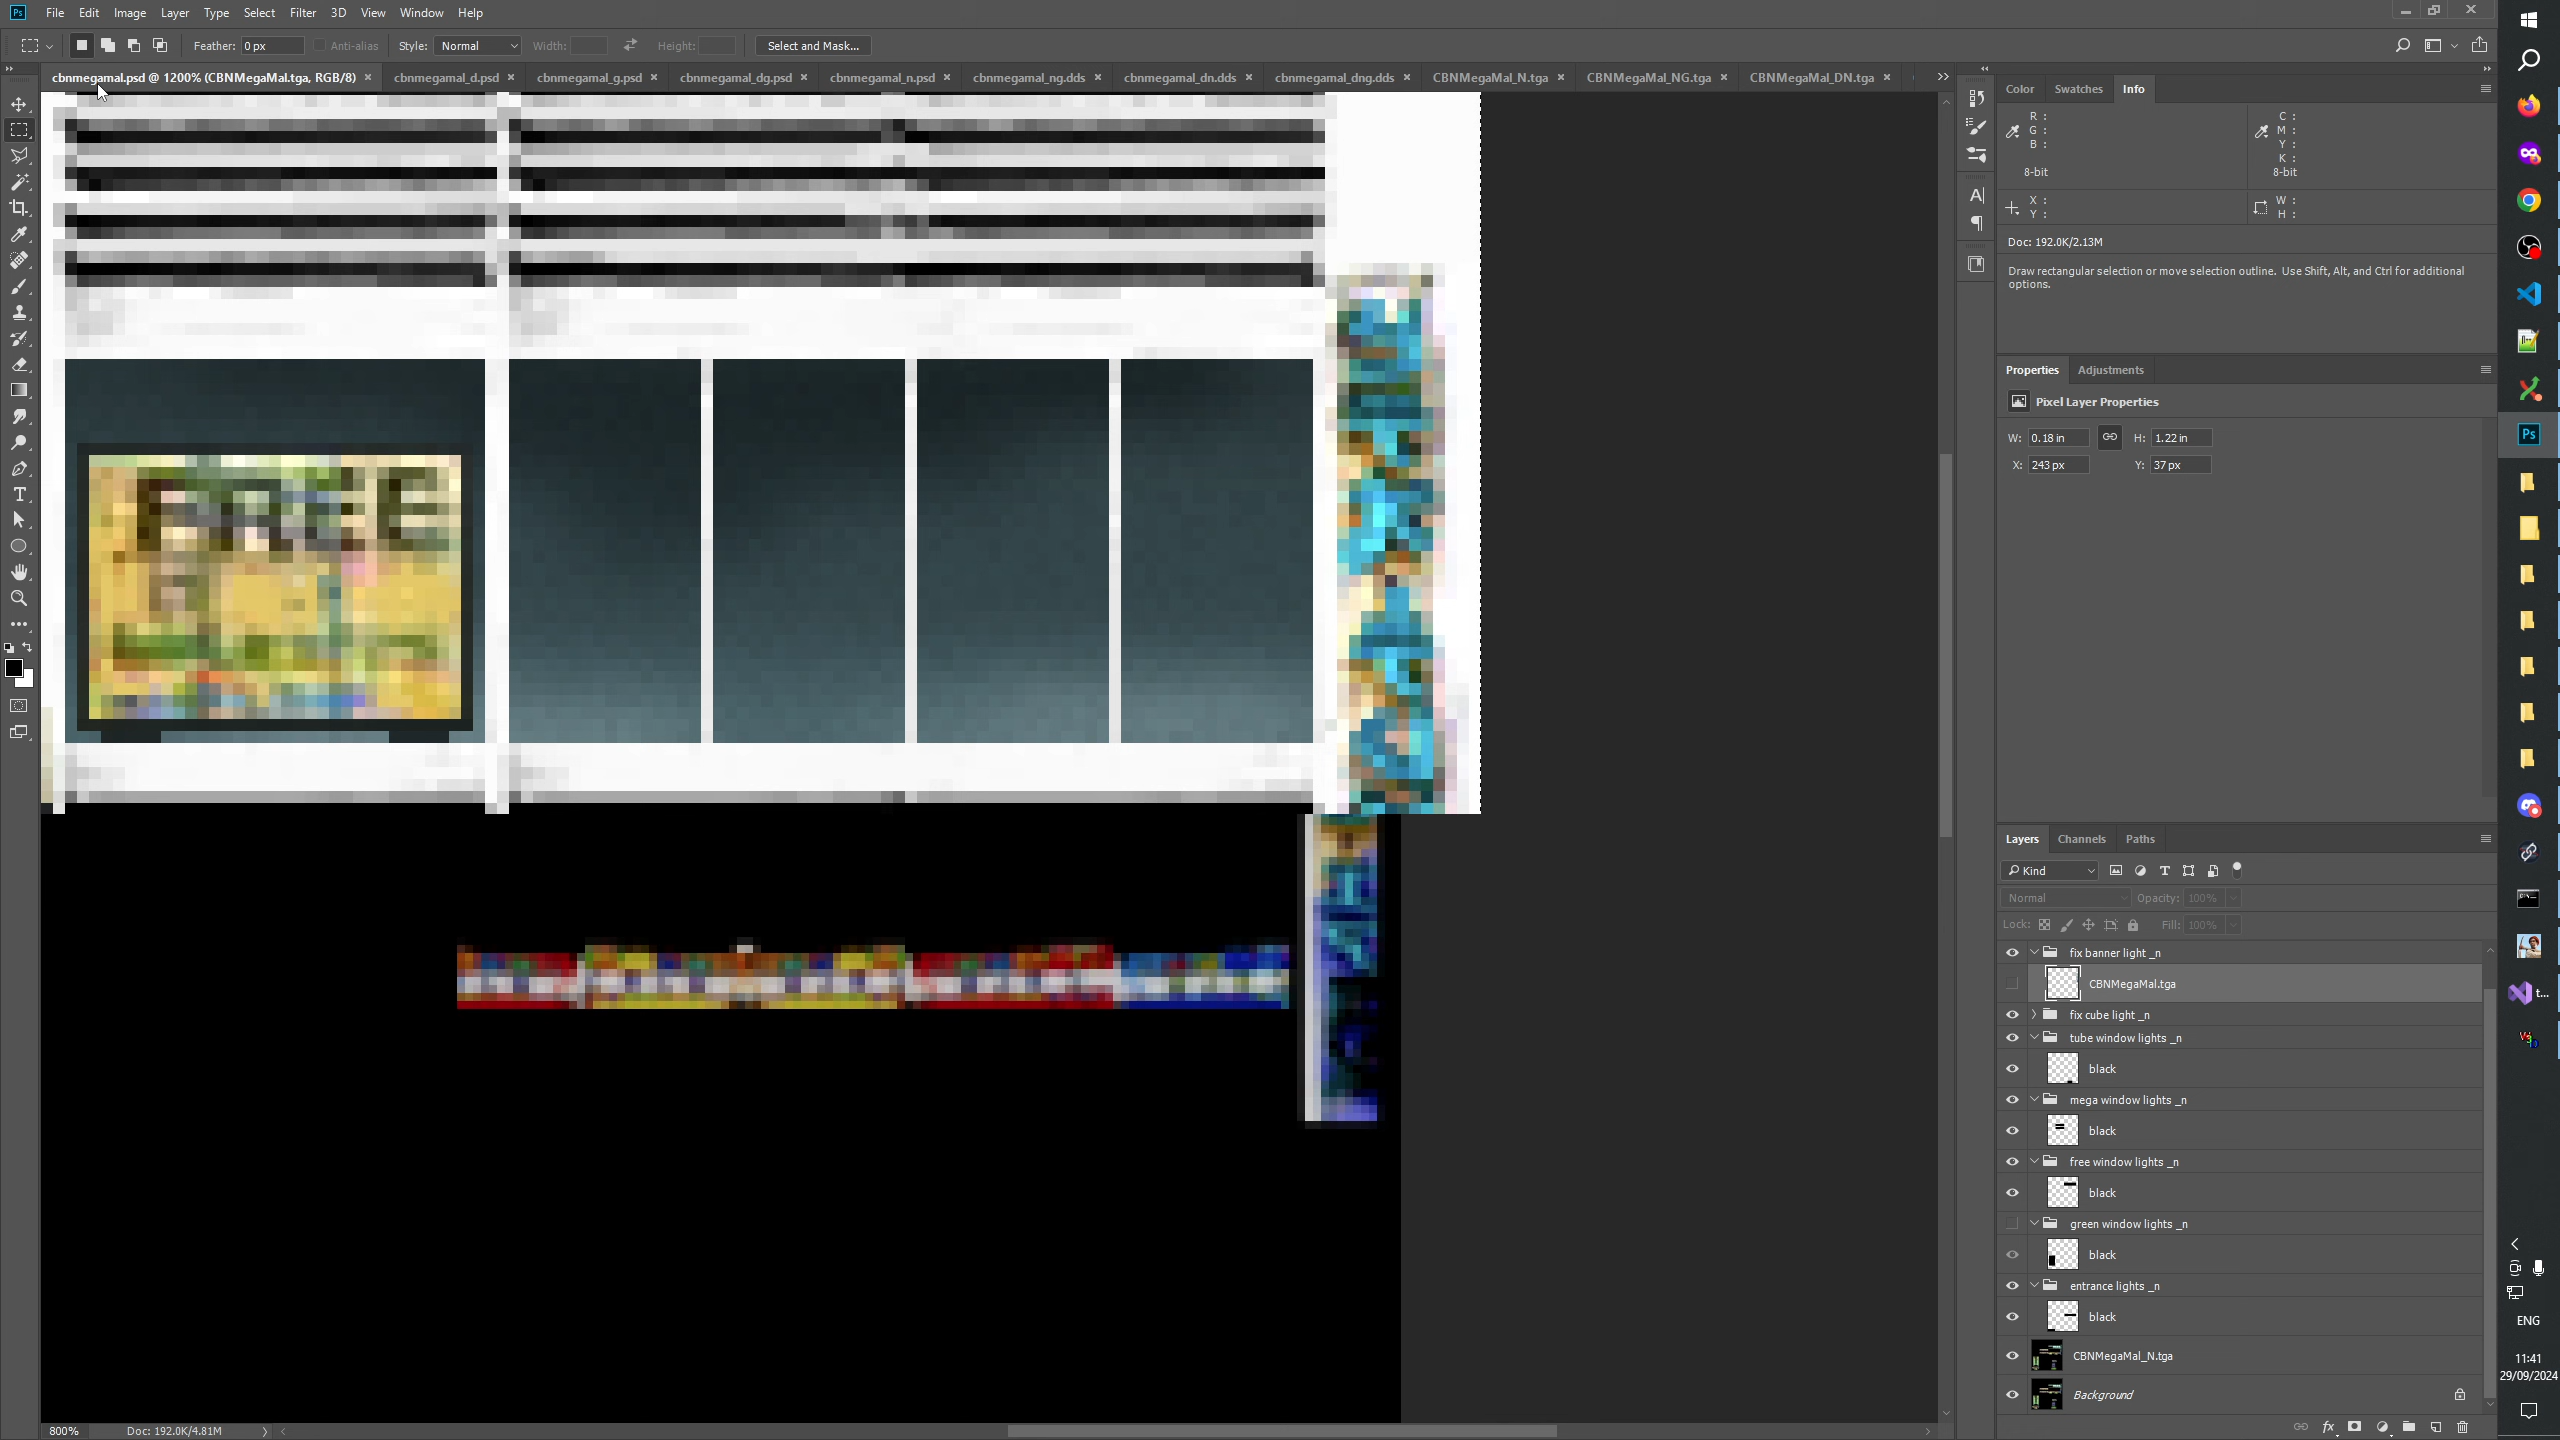 Ps File Edit Image Layer Type Select Filter 3D View Window Help
Feather: 0 px Anti-alias Style: Normal Width: Height: Select and Mask...
cbnmegamal.psd @ 1200% (CBNMegaMal.tga, RGB/8) × cbnmegamal_d.psd × cbnmegamal_g.psd × cbnmegamal_dg.psd × cbnmegamal_n.psd × cbnmegamal_ng.dds × cbnmegamal_dn.dds × cbnmegamal_dng.dds × CBNMegaMal_N.tga × CBNMegaMal_NG.tga × CBNMegaMal_DN.tga ×
Color Swatches Info
R : C :
G : M :
B : Y :
K :
8-bit 8-bit
X : W :
Y : H :
Doc: 192.0K/2.13M
Draw rectangular selection or move selection outline. Use Shift, Alt, and Ctrl for additional
options.
Properties Adjustments
Pixel Layer Properties
W: 0.18 in H: 1.22 in
X: 243 px Y: 37 px
Layers Channels Paths
Kind
Normal Opacity: 100%
Lock: Fill: 100%
fix banner light _n
CBNMegaMal.tga
fix cube light _n
tube window lights _n
black
mega window lights _n
black
free window lights _n
black
green window lights _n
black
entrance lights _n
black
CBNMegaMal_N.tga
Background
800% Doc: 192.0K/4.81M
Ps
t...
ENG
11:41
29/09/2024